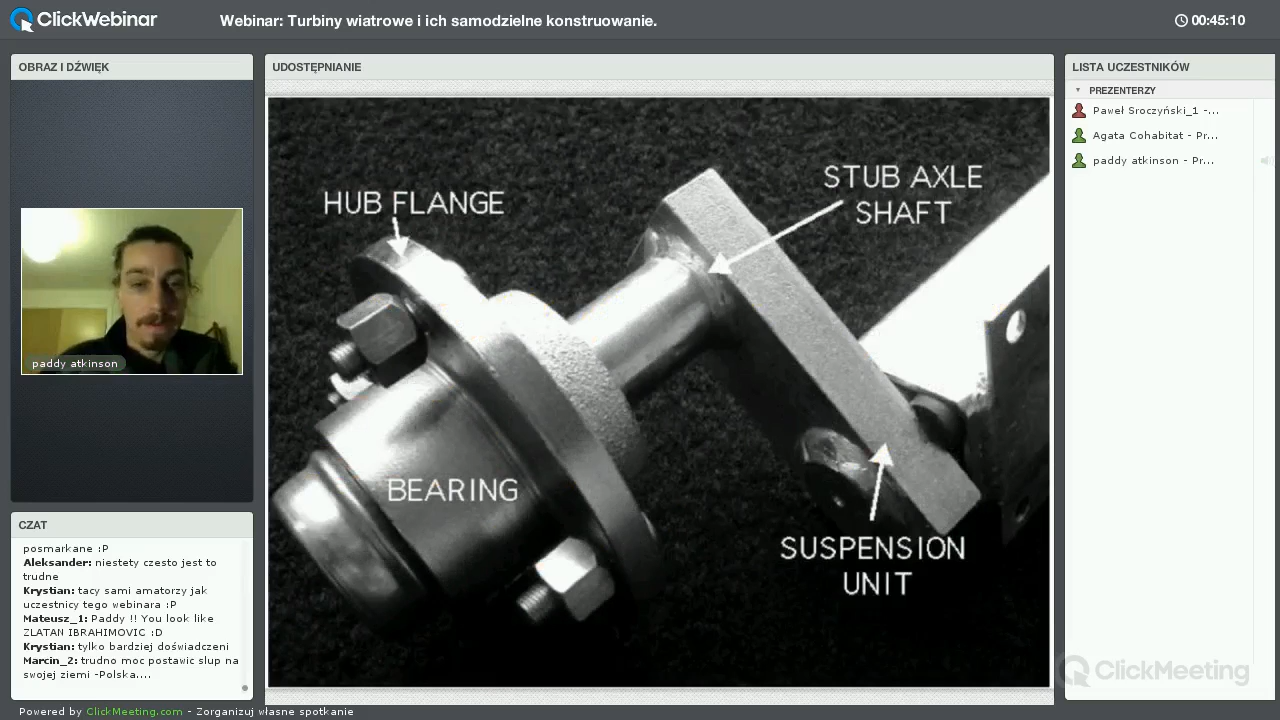 ClickWebinar
Webinar: Turbiny wiatrowe i ich samodzielne konstruowanie.
00:45:10
OBRAZ I DŹWIĘK
paddy atkinson
CZAT
posmarkane :P
Aleksander: niestety czesto jest to
trudne
Krystian: tacy sami amatorzy jak
uczestnicy tego webinara :P
Mateusz_1: Paddy !! You look like
ZLATAN IBRAHIMOVIC :D
Krystian: tylko bardziej doświadczeni
Marcin_2: trudno moc postawic slup na
swojej ziemi -Polska....
UDOSTĘPNIANIE
HUB FLANGE
STUB AXLE
SHAFT
BEARING
SUSPENSION
UNIT
LISTA UCZESTNIKÓW
PREZENTERZY
Paweł Sroczyński_1 -...
Agata Cohabitat - Pr...
paddy atkinson - Pr...
ClickMeeting
Powered by ClickMeeting.com - Zorganizuj własne spotkanie